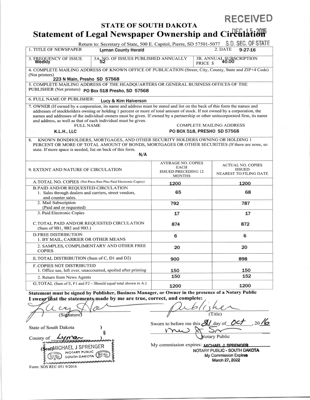 RECEIVED
DEC 15 2016
S.D. SEC. OF STATE
STATE OF SOUTH DAKOTA
Statement of Legal Newspaper Ownership and Circulation
Return to: Secretary of State, 500 E. Capitol, Pierre, SD 57501-5077
1. TITLE OF NEWSPAPER Lyman County Herald 2. DATE 9-27-16
3. FREQUENCY OF ISSUE Weekly 3A. NO. OF ISSUES PUBLISHED ANNUALLY 52 3B. ANNUAL SUBSCRIPTION PRICE $ 40.00
4. COMPLETE MAILING ADDRESS OF KNOWN OFFICE OF PUBLICATION (Street, City, County, State and ZIP+4 Code)
(Not printers)
223 N Main, Presho SD 57568
5. COMPLETE MAILING ADDRESS OF THE HEADQUARTERS OR GENERAL BUSINESS OFFICES OF THE
PUBLISHER (Not printer) PO Box 518 Presho, SD 57568
6. FULL NAME OF PUBLISHER: Lucy & Kim Halverson
7. OWNER (If owned by a corporation, its name and address must be stated and list on the back of this form the names and
addresses of stockholders owning or holding 1 percent or more of total amount of stock. If not owned by a corporation, the
names and addresses of the individual owners must be given. If owned by a partnership or other unincorporated firm, its name
and address, as well as that of each individual must be given.
FULL NAME COMPLETE MAILING ADDRESS
K.L.H., LLC PO BOX 518, PRESHO SD 57568
8. KNOWN BONDHOLDERS, MORTGAGES, AND OTHER SECURITY HOLDERS OWNING OR HOLDING 1
PERCENT OR MORE OF TOTAL AMOUNT OF BONDS, MORTGAGES OR OTHER SECURITIES (If there are none, so
state. If more space is needed, list on back of this form.
N/A
9. EXTENT AND NATURE OF CIRCULATION
AVERAGE NO. COPIES EACH ISSUED PRECEDING 12 MONTHS
ACTUAL NO. COPIES ISSUED NEAREST TO FILING DATE
A.TOTAL NO. COPIES 1200 1200
B.PAID AND/OR REQUESTED CIRCULATION
1. Sales through dealers and carriers, street vendors,
and counter sales. 65 68
2. Mail Subscription
(Paid and or requested) 792 787
3. Paid Electronic Copies 17 17
C.TOTAL PAID AND/OR REQUESTED CIRCULATION
(Sum of 9B1, 9B2 and 9B3.) 874 872
D.FREE DISTRIBUTION
1. BY MAIL, CARRIER OR OTHER MEANS 6 6
2. SAMPLES, COMPLIMENTARY AND OTHER FREE
COPIES 20 20
E. TOTAL DISTRIBUTION (Sum of C, D1 and D2) 900 898
F. COPIES NOT DISTRIBUTED
1. Office use, left over, unaccounted, spoiled after printing 150 150
2. Return from News Agents 150 152
G. TOTAL (Sum of E, F1 and F2 - Should equal total shown in A.) 1200 1200
Statement must be signed by Publisher, Business Manager, or Owner in the presence of a Notary Public
I swear that the statements made by me are true, correct, and complete:
publisher
(Signature) (Title)
State of South Dakota )
Sworn to before me this day of Oct, 2016
County of Lyman
Notary Public
My commission expires: MICHAEL J SPRENGER
NOTARY PUBLIC - SOUTH DAKOTA
My Commission Expires
March 27, 2022
MICHAEL J SPRENGER
NOTARY PUBLIC
SOUTH DAKOTA
Form: SOS REC 051 9/2016